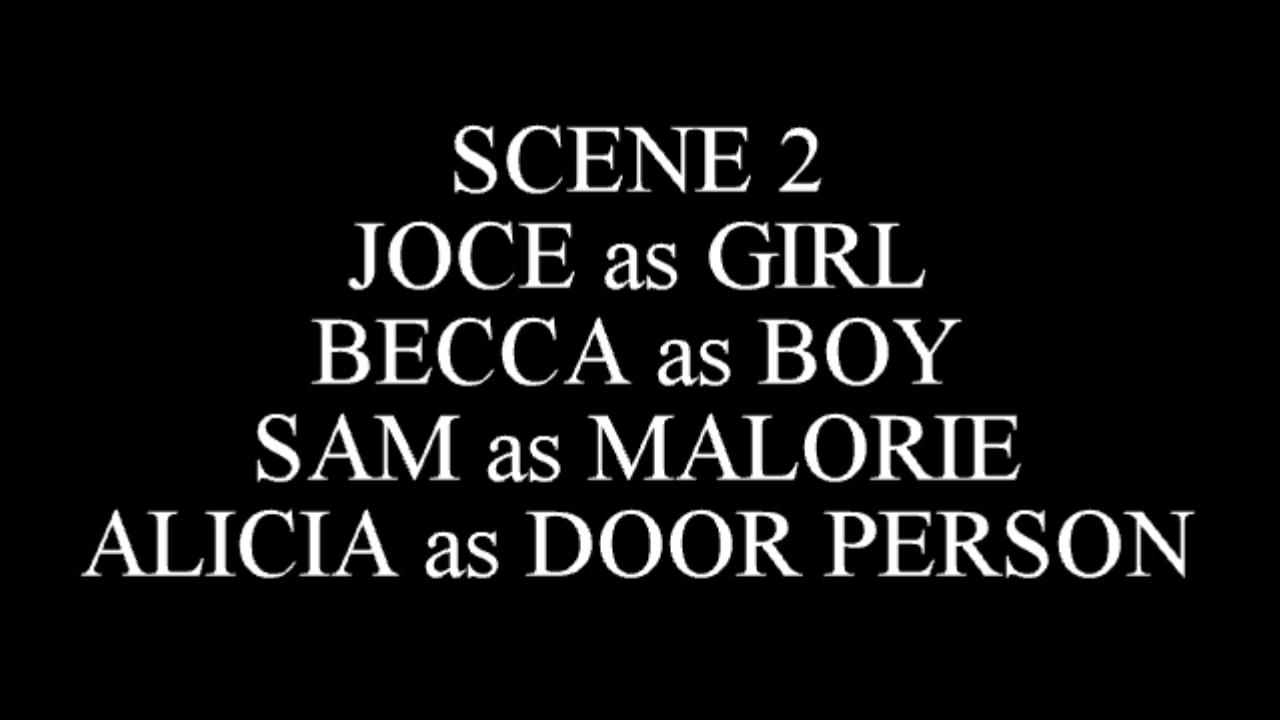 SCENE 2
JOCE as GIRL
BECCA as BOY
SAM as MALORIE
ALICIA as DOOR PERSON